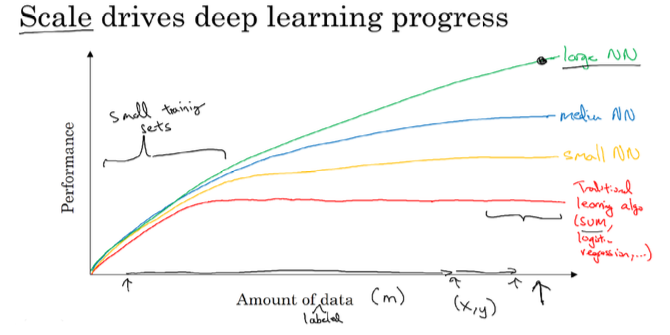 Scale drives deep learning progress
large NN
Small training
sets
medium NN
small NN
Performance
Traditional
learning algo
(SVM,
logistic
regression,...)
Amount of data (m)
labeled
(x,y)